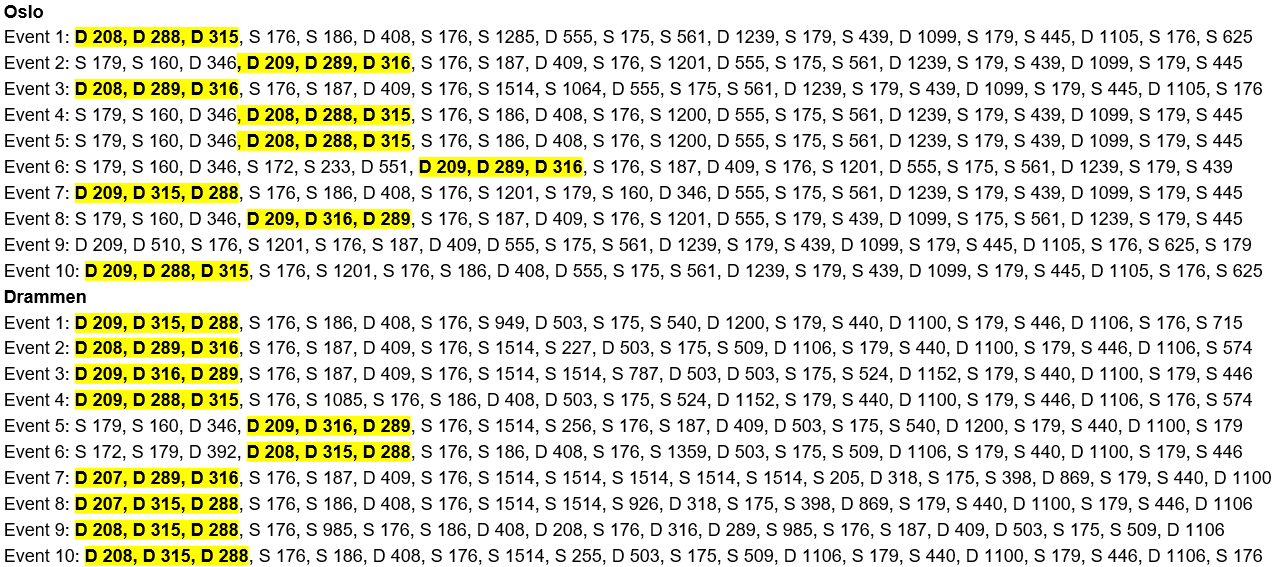 Oslo
Event 1: D 208, D 288, D 315, S 176, S 186, D 408, S 176, S 1285, D 555, S 175, S 561, D 1239, S 179, S 439, D 1099, S 179, S 445, D 1105, S 176, S 625
Event 2: S 179, S 160, D 346, D 209, D 289, D 316, S 176, S 187, D 409, S 176, S 1201, D 555, S 175, S 561, D 1239, S 179, S 439, D 1099, S 179, S 445
Event 3: D 208, D 289, D 316, S 176, S 187, D 409, S 176, S 1514, S 1064, D 555, S 175, S 561, D 1239, S 179, S 439, D 1099, S 179, S 445, D 1105, S 176
Event 4: S 179, S 160, D 346, D 208, D 288, D 315, S 176, S 186, D 408, S 176, S 1200, D 555, S 175, S 561, D 1239, S 179, S 439, D 1099, S 179, S 445
Event 5: S 179, S 160, D 346, D 208, D 288, D 315, S 176, S 186, D 408, S 176, S 1200, D 555, S 175, S 561, D 1239, S 179, S 439, D 1099, S 179, S 445
Event 6: S 179, S 160, D 346, S 172, S 233, D 551, D 209, D 289, D 316, S 176, S 187, D 409, S 176, S 1201, D 555, S 175, S 561, D 1239, S 179, S 439
Event 7: D 209, D 315, D 288, S 176, S 186, D 408, S 176, S 1201, S 179, S 160, D 346, D 555, S 175, S 561, D 1239, S 179, S 439, D 1099, S 179, S 445
Event 8: S 179, S 160, D 346, D 209, D 316, D 289, S 176, S 187, D 409, S 176, S 1201, D 555, S 179, S 439, D 1099, S 175, S 561, D 1239, S 179, S 445
Event 9: D 209, D 510, S 176, S 1201, S 176, S 187, D 409, D 555, S 175, S 561, D 1239, S 179, S 439, D 1099, S 179, S 445, D 1105, S 176, S 625, S 179
Event 10: D 209, D 288, D 315, S 176, S 1201, S 176, S 186, D 408, D 555, S 175, S 561, D 1239, S 179, S 439, D 1099, S 179, S 445, D 1105, S 176, S 625
Drammen
Event 1: D 209, D 315, D 288, S 176, S 186, D 408, S 176, S 949, D 503, S 175, S 540, D 1200, S 179, S 440, D 1100, S 179, S 446, D 1106, S 176, S 715
Event 2: D 208, D 289, D 316, S 176, S 187, D 409, S 176, S 1514, S 227, D 503, S 175, S 509, D 1106, S 179, S 440, D 1100, S 179, S 446, D 1106, S 574
Event 3: D 209, D 316, D 289, S 176, S 187, D 409, S 176, S 1514, S 1514, S 787, D 503, D 503, S 175, S 524, D 1152, S 179, S 440, D 1100, S 179, S 446
Event 4: D 209, D 288, D 315, S 176, S 1085, S 176, S 186, D 408, D 503, S 175, S 524, D 1152, S 179, S 440, D 1100, S 179, S 446, D 1106, S 176, S 574
Event 5: S 179, S 160, D 346, D 209, D 316, D 289, S 176, S 1514, S 256, S 176, S 187, D 409, D 503, S 175, S 540, D 1200, S 179, S 440, D 1100, S 179
Event 6: S 172, S 179, D 392, D 208, D 315, D 288, S 176, S 186, D 408, S 176, S 1359, D 503, S 175, S 509, D 1106, S 179, S 440, D 1100, S 179, S 446
Event 7: D 207, D 289, D 316, S 176, S 187, D 409, S 176, S 1514, S 1514, S 1514, S 1514, S 1514, S 205, D 318, S 175, S 398, D 869, S 179, S 440, D 1100
Event 8: D 207, D 315, D 288, S 176, S 186, D 408, S 176, S 1514, S 1514, S 926, D 318, S 175, S 398, D 869, S 179, S 440, D 1100, S 179, S 446, D 1106
Event 9: D 208, D 315, D 288, S 176, S 985, S 176, S 186, D 408, D 208, S 176, D 316, D 289, S 985, S 176, S 187, D 409, D 503, S 175, S 509, D 1106
Event 10: D 208, D 315, D 288, S 176, S 186, D 408, S 176, S 1514, S 255, D 503, S 175, S 509, D 1106, S 179, S 440, D 1100, S 179, S 446, D 1106, S 176